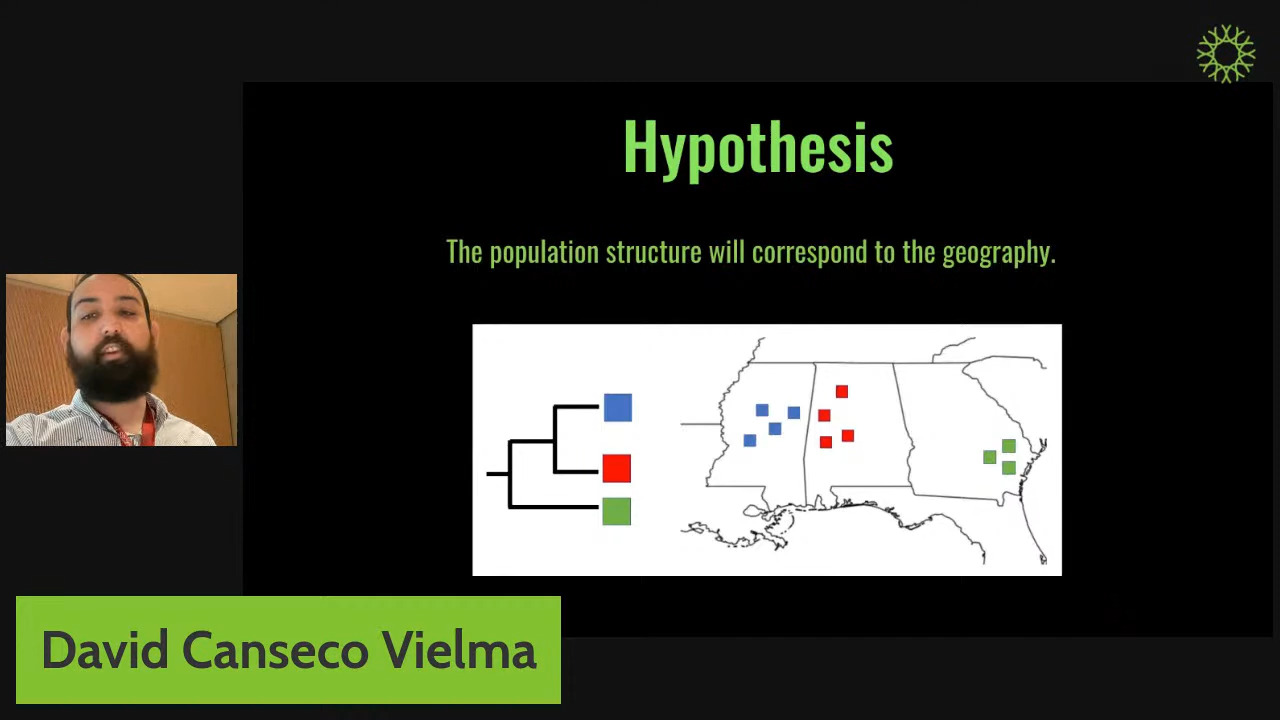 Hypothesis
The population structure will correspond to the geography.
David Canseco Vielma